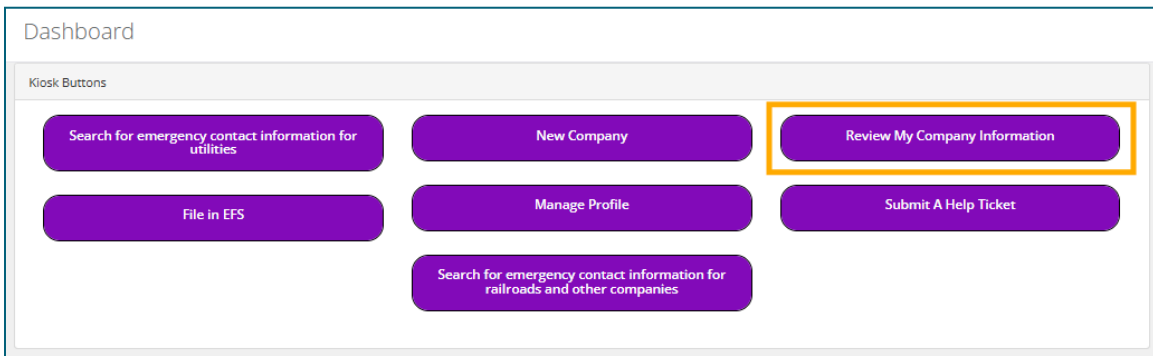 Dashboard
Kiosk Buttons
Search for emergency contact information for
utilities
New Company
Review My Company Information
File in EFS
Manage Profile
Submit A Help Ticket
Search for emergency contact information for
railroads and other companies